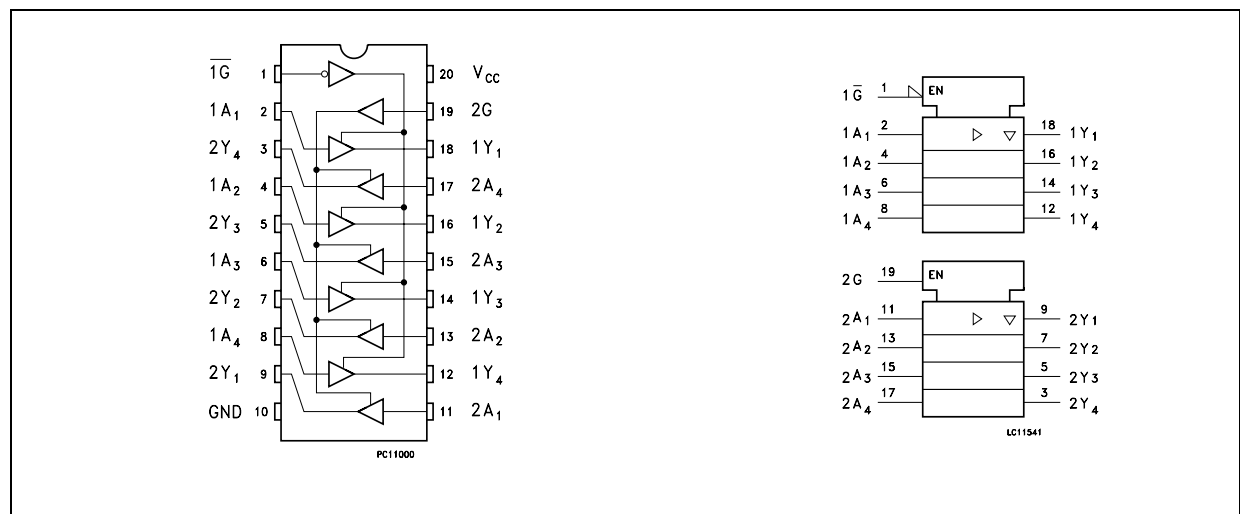 1G̅ 1 20 VCC
1A₁ 2 19 2G
2Y₄ 3 18 1Y₁
1A₂ 4 17 2A₄
2Y₃ 5 16 1Y₂
1A₃ 6 15 2A₃
2Y₂ 7 14 1Y₃
1A₄ 8 13 2A₂
2Y₁ 9 12 1Y₄
GND 10 11 2A₁
PC11000
1G̅ 1 EN
1A₁ 2 18 1Y₁
1A₂ 4 16 1Y₂
1A₃ 6 14 1Y₃
1A₄ 8 12 1Y₄
2G 19 EN
2A₁ 11 9 2Y₁
2A₂ 13 7 2Y₂
2A₃ 15 5 2Y₃
2A₄ 17 3 2Y₄
LC11541